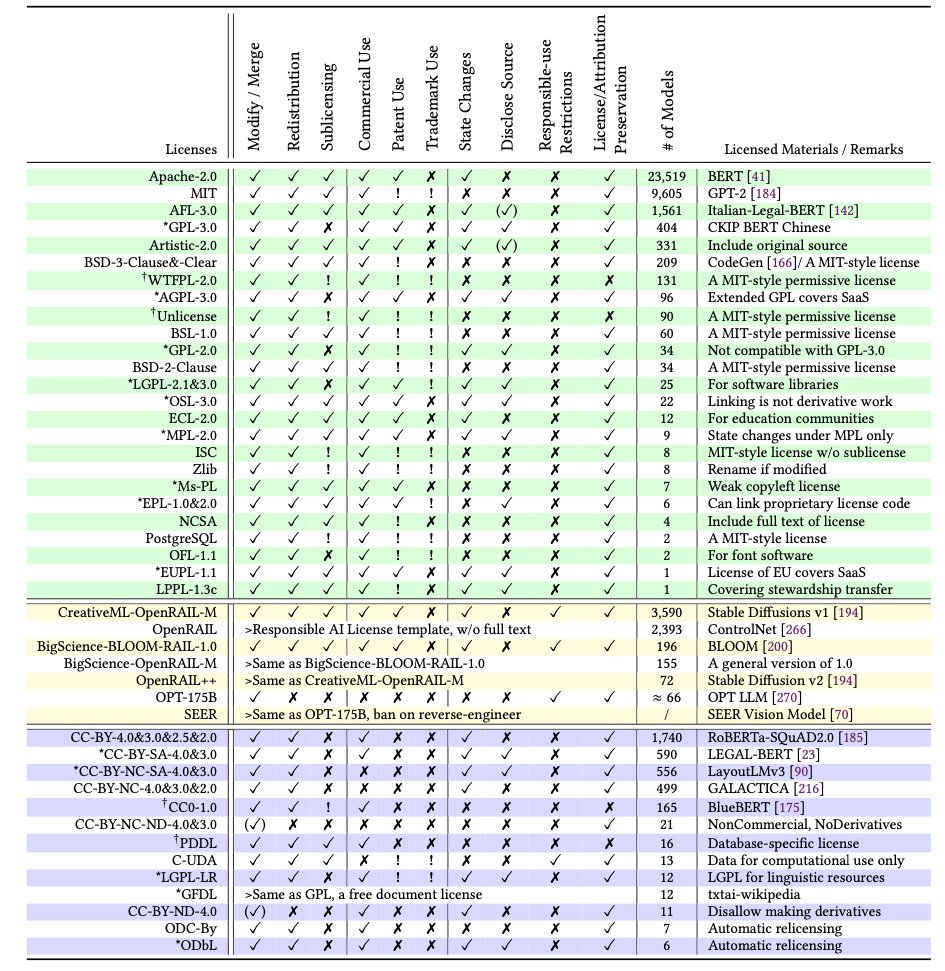 Licenses Modify / Merge Redistribution Sublicensing Commercial Use Patent Use Trademark Use State Changes Disclose Source Responsible-use Restrictions License/Attribution Preservation # of Models Licensed Materials / Remarks
Apache-2.0 ✓ ✓ ✓ ✓ ✓ ✗ ✓ ✗ ✗ ✓ 23,519 BERT [41]
MIT ✓ ✓ ✓ ✓ ! ! ✗ ✗ ✗ ✓ 9,605 GPT-2 [184]
AFL-3.0 ✓ ✓ ✓ ✓ ✓ ✗ ✓ (✓) ✗ ✓ 1,561 Italian-Legal-BERT [142]
*GPL-3.0 ✓ ✓ ✗ ✓ ✓ ✗ ✓ ✓ ✗ ✓ 404 CKIP BERT Chinese
Artistic-2.0 ✓ ✓ ✓ ✓ ✓ ✗ ✓ (✓) ✗ ✓ 331 Include original source
BSD-3-Clause&-Clear ✓ ✓ ✓ ✓ ! ✗ ✗ ✗ ✗ ✓ 209 CodeGen [166]/ A MIT-style license
†WTFPL-2.0 ✓ ✓ ! ✓ ! ! ✗ ✗ ✗ ✗ 131 A MIT-style permissive license
*AGPL-3.0 ✓ ✓ ✗ ✓ ✓ ✗ ✓ ✓ ✗ ✓ 96 Extended GPL covers SaaS
†Unlicense ✓ ✓ ! ✓ ! ! ✗ ✗ ✗ ✗ 90 A MIT-style permissive license
BSL-1.0 ✓ ✓ ✓ ✓ ! ! ✗ ✗ ✗ ✓ 60 A MIT-style permissive license
*GPL-2.0 ✓ ✓ ✗ ✓ ! ! ✓ ✓ ✗ ✓ 34 Not compatible with GPL-3.0
BSD-2-Clause ✓ ✓ ✓ ✓ ! ! ✗ ✗ ✗ ✓ 34 A MIT-style permissive license
*LGPL-2.1&3.0 ✓ ✓ ✗ ✓ ✓ ! ✓ ✓ ✗ ✓ 25 For software libraries
*OSL-3.0 ✓ ✓ ✓ ✓ ✓ ✗ ✓ ✓ ✗ ✓ 22 Linking is not derivative work
ECL-2.0 ✓ ✓ ✓ ✓ ✓ ✗ ✓ ✗ ✗ ✓ 12 For education communities
*MPL-2.0 ✓ ✓ ✓ ✓ ✓ ✗ ✓ ✓ ✗ ✓ 9 State changes under MPL only
ISC ✓ ✓ ! ✓ ! ! ✗ ✗ ✗ ✓ 8 MIT-style license w/o sublicense
Zlib ✓ ✓ ! ✓ ! ! ✗ ✗ ✗ ✓ 8 Rename if modified
*Ms-PL ✓ ✓ ✓ ✓ ✓ ✗ ✗ ✗ ✗ ✓ 7 Weak copyleft license
*EPL-1.0&2.0 ✓ ✓ ✓ ✓ ✓ ! ✗ ✓ ✗ ✓ 6 Can link proprietary license code
NCSA ✓ ✓ ✓ ✓ ! ✗ ✗ ✗ ✗ ✓ 4 Include full text of license
PostgreSQL ✓ ✓ ! ✓ ! ! ✗ ✗ ✗ ✓ 2 A MIT-style license
OFL-1.1 ✓ ✓ ✗ ✓ ! ! ✗ ✗ ✗ ✓ 2 For font software
*EUPL-1.1 ✓ ✓ ✓ ✓ ✓ ✗ ✓ ✓ ✗ ✓ 1 License of EU covers SaaS
LPPL-1.3c ✓ ✓ ✓ ✓ ! ✗ ✓ ✓ ✗ ✓ 1 Covering stewardship transfer
CreativeML-OpenRAIL-M ✓ ✓ ✓ ✓ ✓ ✗ ✓ ✗ ✓ ✓ 3,590 Stable Diffusions v1 [194]
OpenRAIL >Responsible AI License template, w/o full text 2,393 ControlNet [266]
BigScience-BLOOM-RAIL-1.0 ✓ ✓ ✓ ✓ ✓ ✗ ✓ ✗ ✓ ✓ 196 BLOOM [200]
BigScience-OpenRAIL-M >Same as BigScience-BLOOM-RAIL-1.0 155 A general version of 1.0
OpenRAIL++ >Same as CreativeML-OpenRAIL-M 72 Stable Diffusion v2 [194]
OPT-175B ✓ ✗ ✗ ✗ ✗ ✗ ✗ ✗ ✓ ✓ ≈ 66 OPT LLM [270]
SEER >Same as OPT-175B, ban on reverse-engineer / SEER Vision Model [70]
CC-BY-4.0&3.0&2.5&2.0 ✓ ✓ ✗ ✓ ✗ ✗ ✓ ✗ ✗ ✓ 1,740 RoBERTa-SQuAD2.0 [185]
*CC-BY-SA-4.0&3.0 ✓ ✓ ✗ ✓ ✗ ✗ ✓ ✓ ✗ ✓ 590 LEGAL-BERT [23]
*CC-BY-NC-SA-4.0&3.0 ✓ ✓ ✗ ✗ ✗ ✗ ✓ ✓ ✗ ✓ 556 LayoutLMv3 [90]
CC-BY-NC-4.0&3.0&2.0 ✓ ✓ ✗ ✗ ✗ ✗ ✓ ✗ ✗ ✓ 499 GALACTICA [216]
†CC0-1.0 ✓ ✓ ! ✓ ✗ ✗ ✗ ✗ ✗ ✗ 165 BlueBERT [175]
CC-BY-NC-ND-4.0&3.0 (✓) ✗ ✗ ✗ ✗ ✗ ✗ ✗ ✗ ✓ 21 NonCommercial, NoDerivatives
†PDDL ✓ ✓ ✓ ✓ ✗ ✗ ✗ ✗ ✗ ✗ 16 Database-specific license
C-UDA ✓ ✓ ✓ ✗ ! ! ✗ ✗ ✓ ✓ 13 Data for computational use only
*LGPL-LR ✓ ✓ ✗ ✓ ! ! ✓ ✓ ✗ ✓ 12 LGPL for linguistic resources
*GFDL >Same as GPL, a free document license 12 txtai-wikipedia
CC-BY-ND-4.0 (✓) ✗ ✗ ✓ ✗ ✗ ✓ ✗ ✗ ✓ 11 Disallow making derivatives
ODC-By ✓ ✓ ✗ ✓ ✗ ✗ ✗ ✗ ✗ ✓ 7 Automatic relicensing
*ODbL ✓ ✓ ✗ ✓ ✗ ✗ ✓ ✓ ✗ ✓ 6 Automatic relicensing